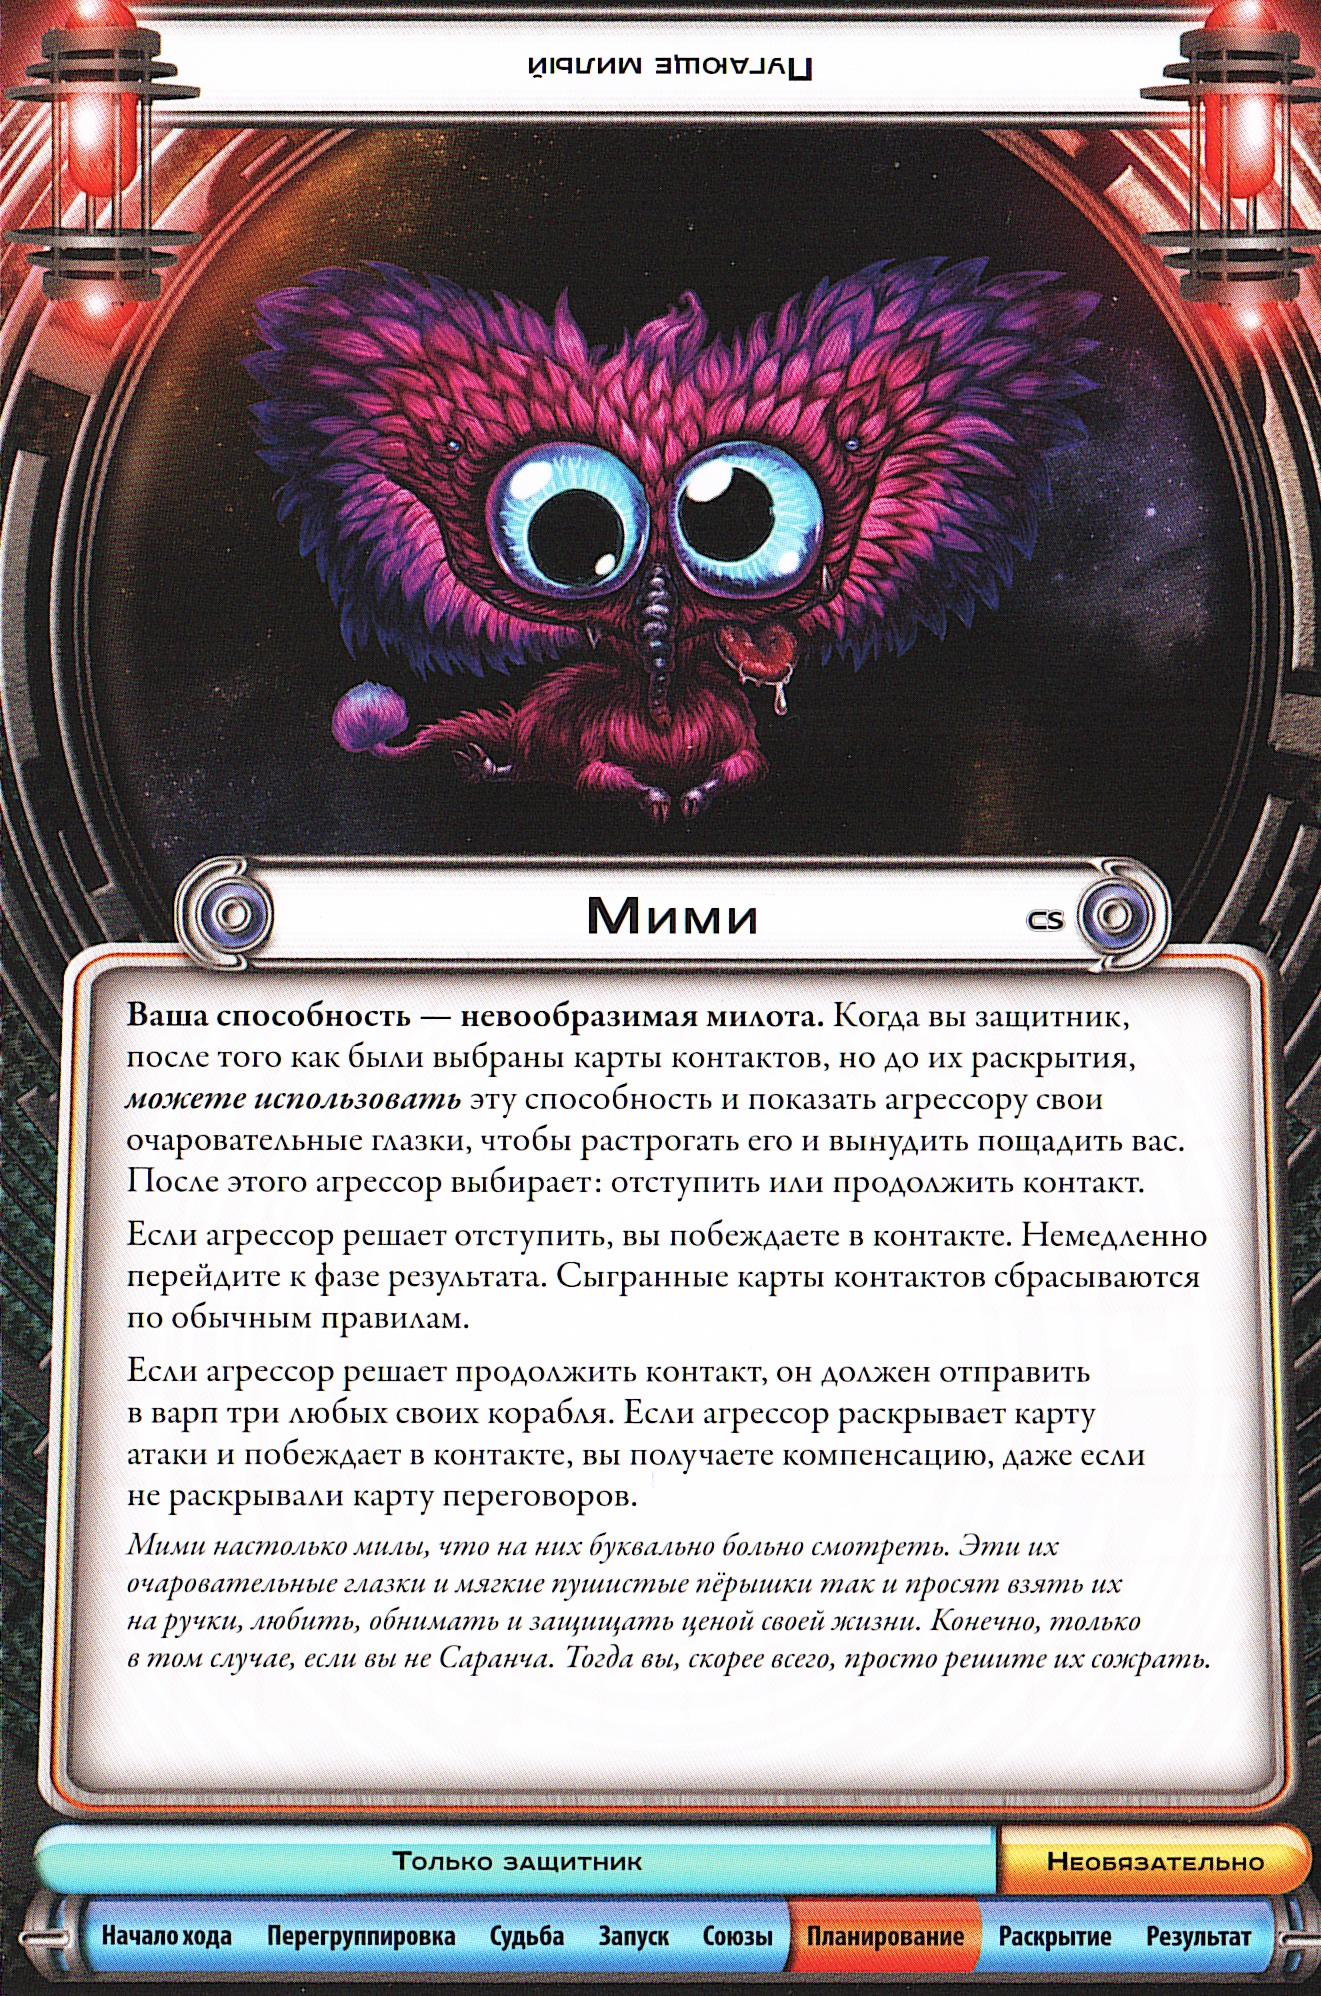 Пугающе милый
Мими
CS
Ваша способность — невообразимая милота. Когда вы защитник,
после того как были выбраны карты контактов, но до их раскрытия,
можете использовать эту способность и показать агрессору свои
очаровательные глазки, чтобы растрогать его и вынудить пощадить вас.
После этого агрессор выбирает: отступить или продолжить контакт.
Если агрессор решает отступить, вы побеждаете в контакте. Немедленно
перейдите к фазе результата. Сыгранные карты контактов сбрасываются
по обычным правилам.
Если агрессор решает продолжить контакт, он должен отправить
в варп три любых своих корабля. Если агрессор раскрывает карту
атаки и побеждает в контакте, вы получаете компенсацию, даже если
не раскрывали карту переговоров.
Мими настолько милы, что на них буквально больно смотреть. Эти их
очаровательные глазки и мягкие пушистые пёрышки так и просят взять их
на ручки, любить, обнимать и защищать ценой своей жизни. Конечно, только
в том случае, если вы не Саранча. Тогда вы, скорее всего, просто решите их сожрать.
Только защитник
Необязательно
Начало хода Перегруппировка Судьба Запуск Союзы Планирование Раскрытие Результат